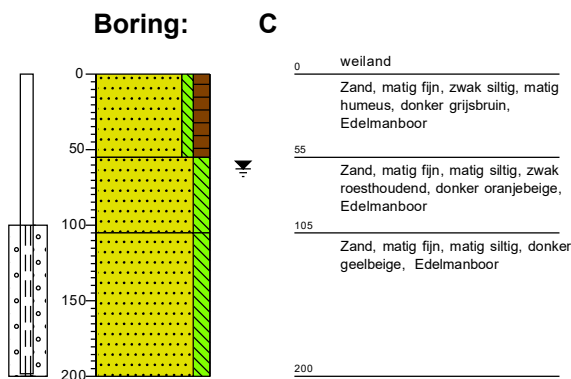 Boring: C
0
50
100
150
200
0
weiland
Zand, matig fijn, zwak siltig, matig
humeus, donker grijsbruin,
Edelmanboor
55
Zand, matig fijn, matig siltig, zwak
roesthoudend, donker oranjebeige,
Edelmanboor
105
Zand, matig fijn, matig siltig, donker
geelbeige, Edelmanboor
200